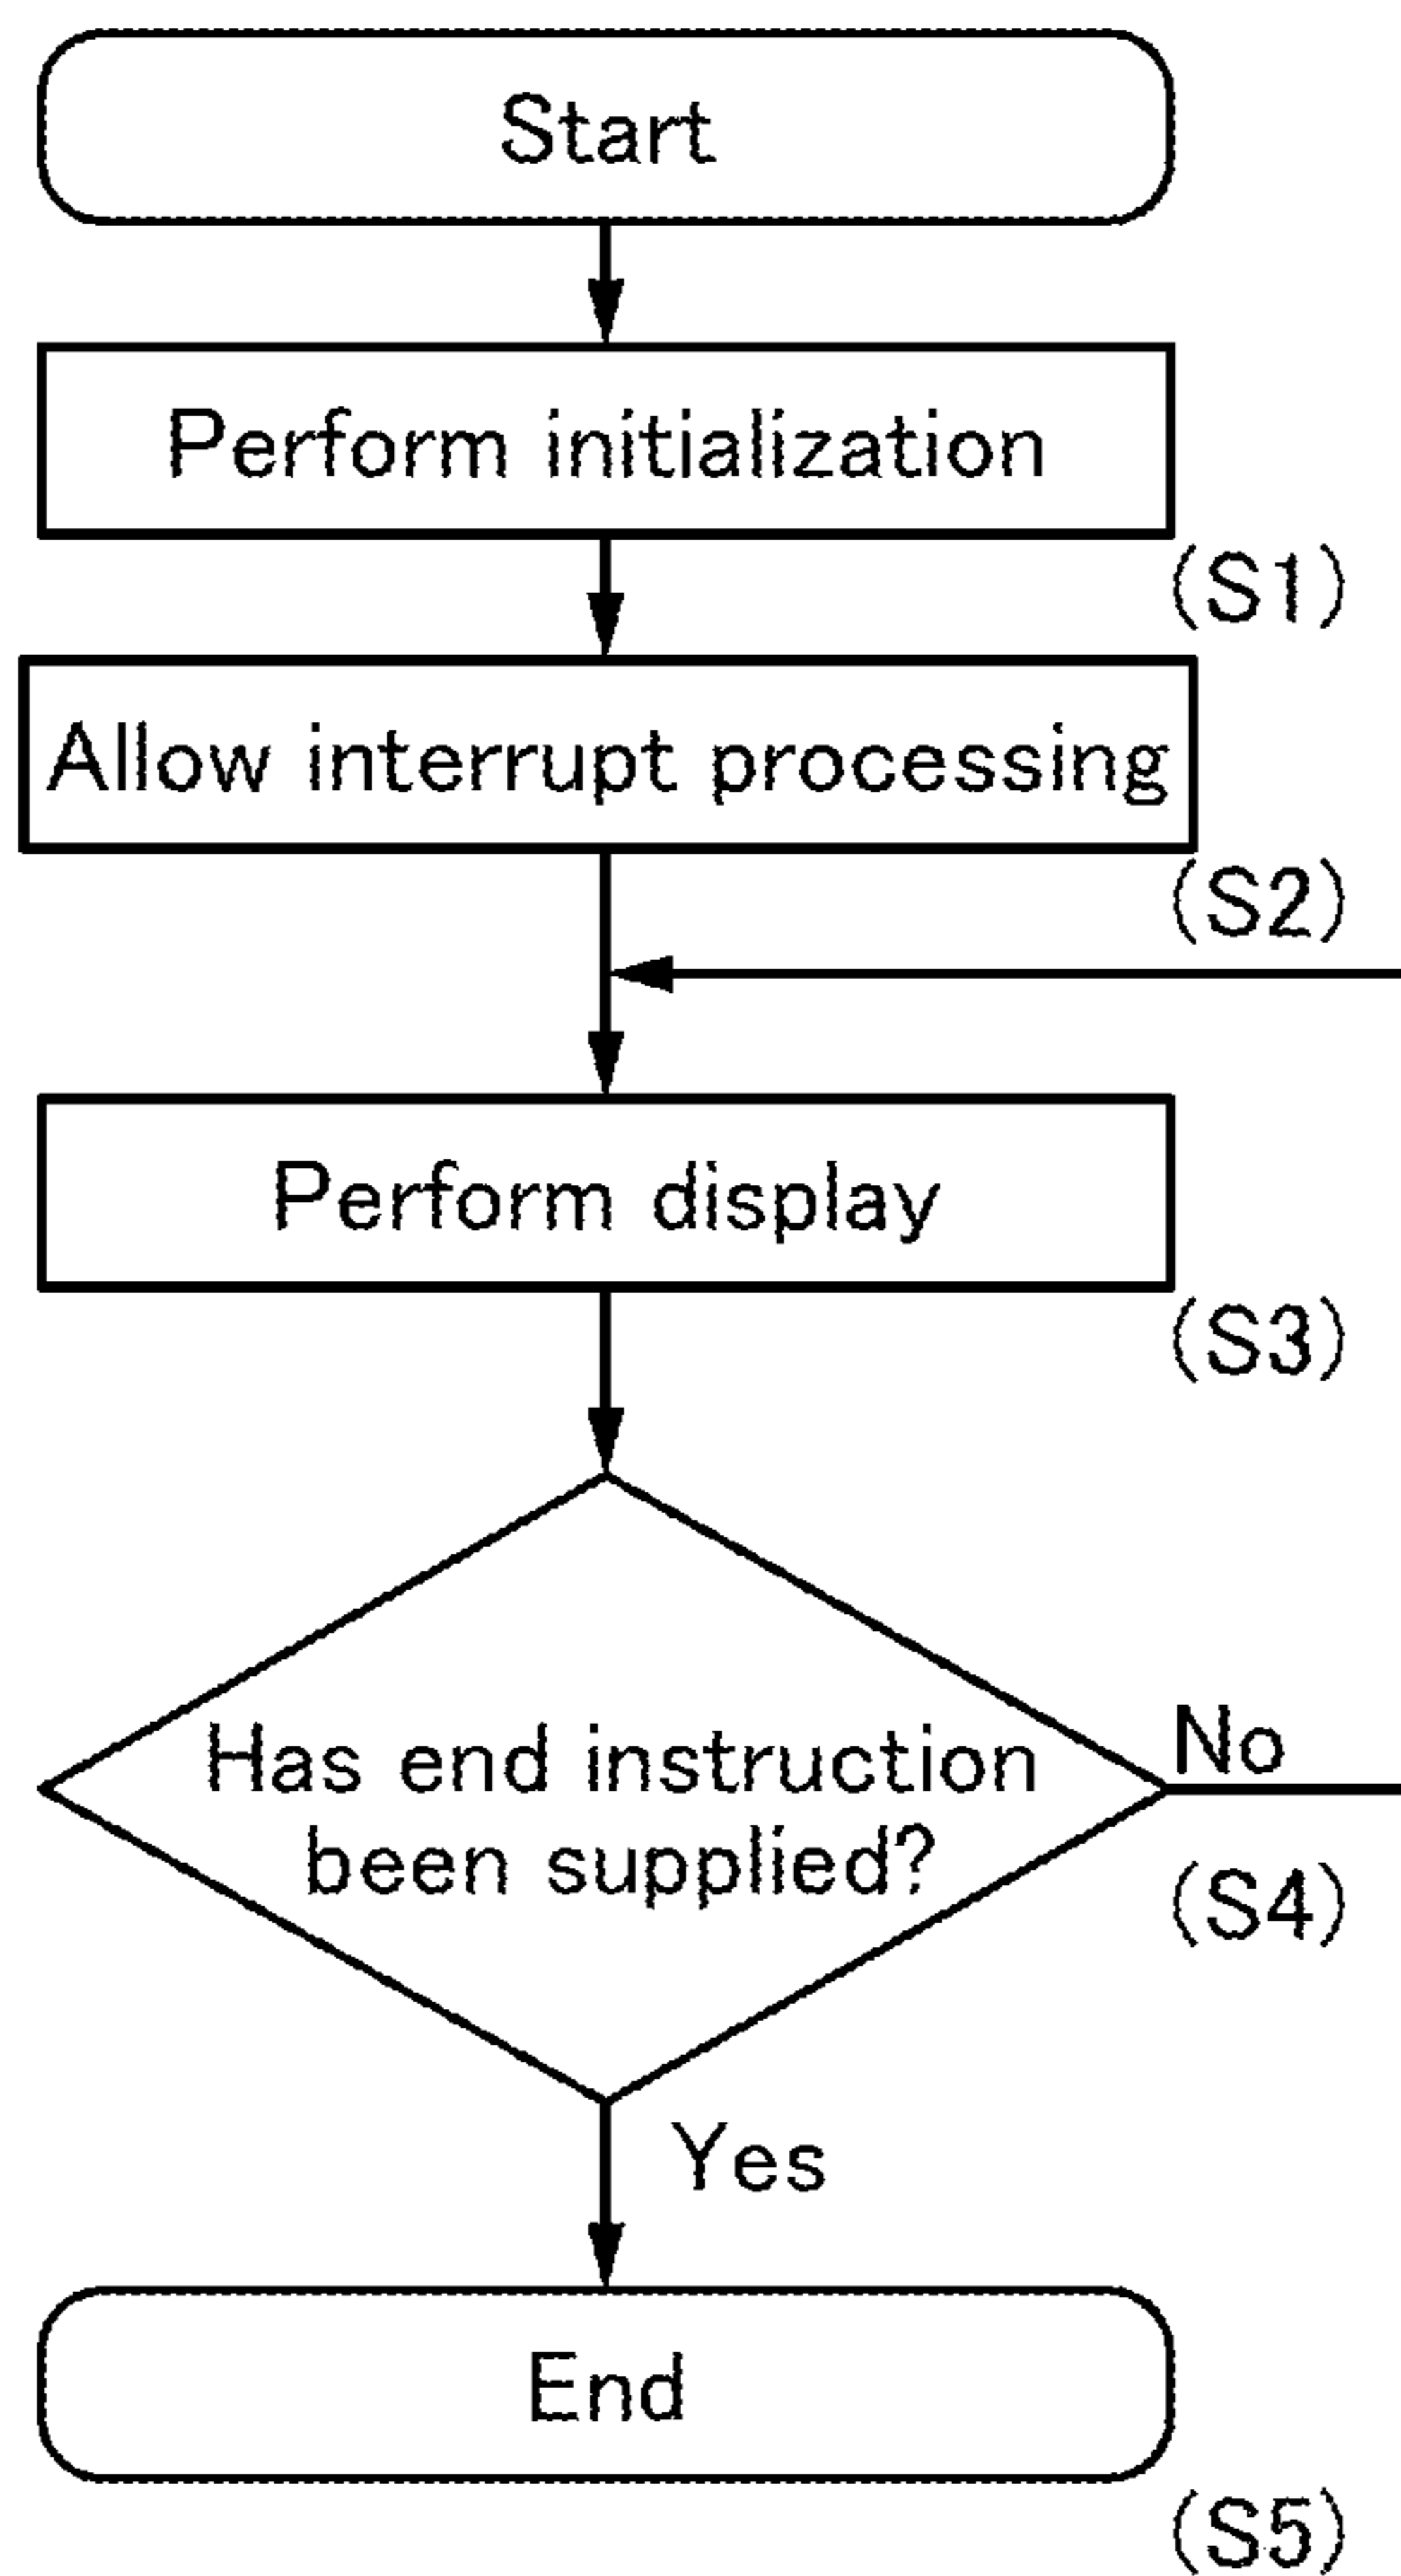 Start
Perform initialization
(S1)
Allow interrupt processing
(S2)
Perform display
(S3)
Has end instruction
been supplied?
No
(S4)
Yes
End
(S5)